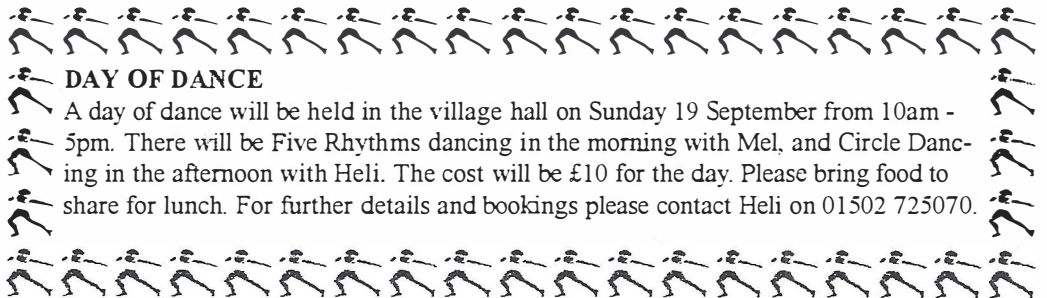 DAY OF DANCE
A day of dance will be held in the village hall on Sunday 19 September from 10am -
5pm. There will be Five Rhythms dancing in the morning with Mel, and Circle Danc-
ing in the afternoon with Heli. The cost will be £10 for the day. Please bring food to
share for lunch. For further details and bookings please contact Heli on 01502 725070.